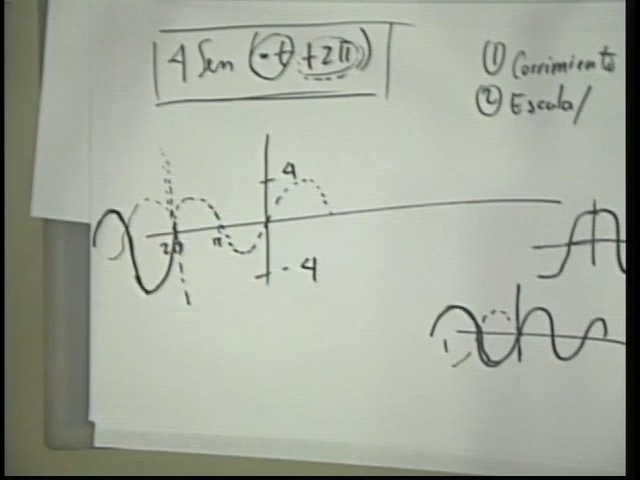 4 Sen (-t + 2π)
① Corrimiento
② Escala/
4
2π π
-4